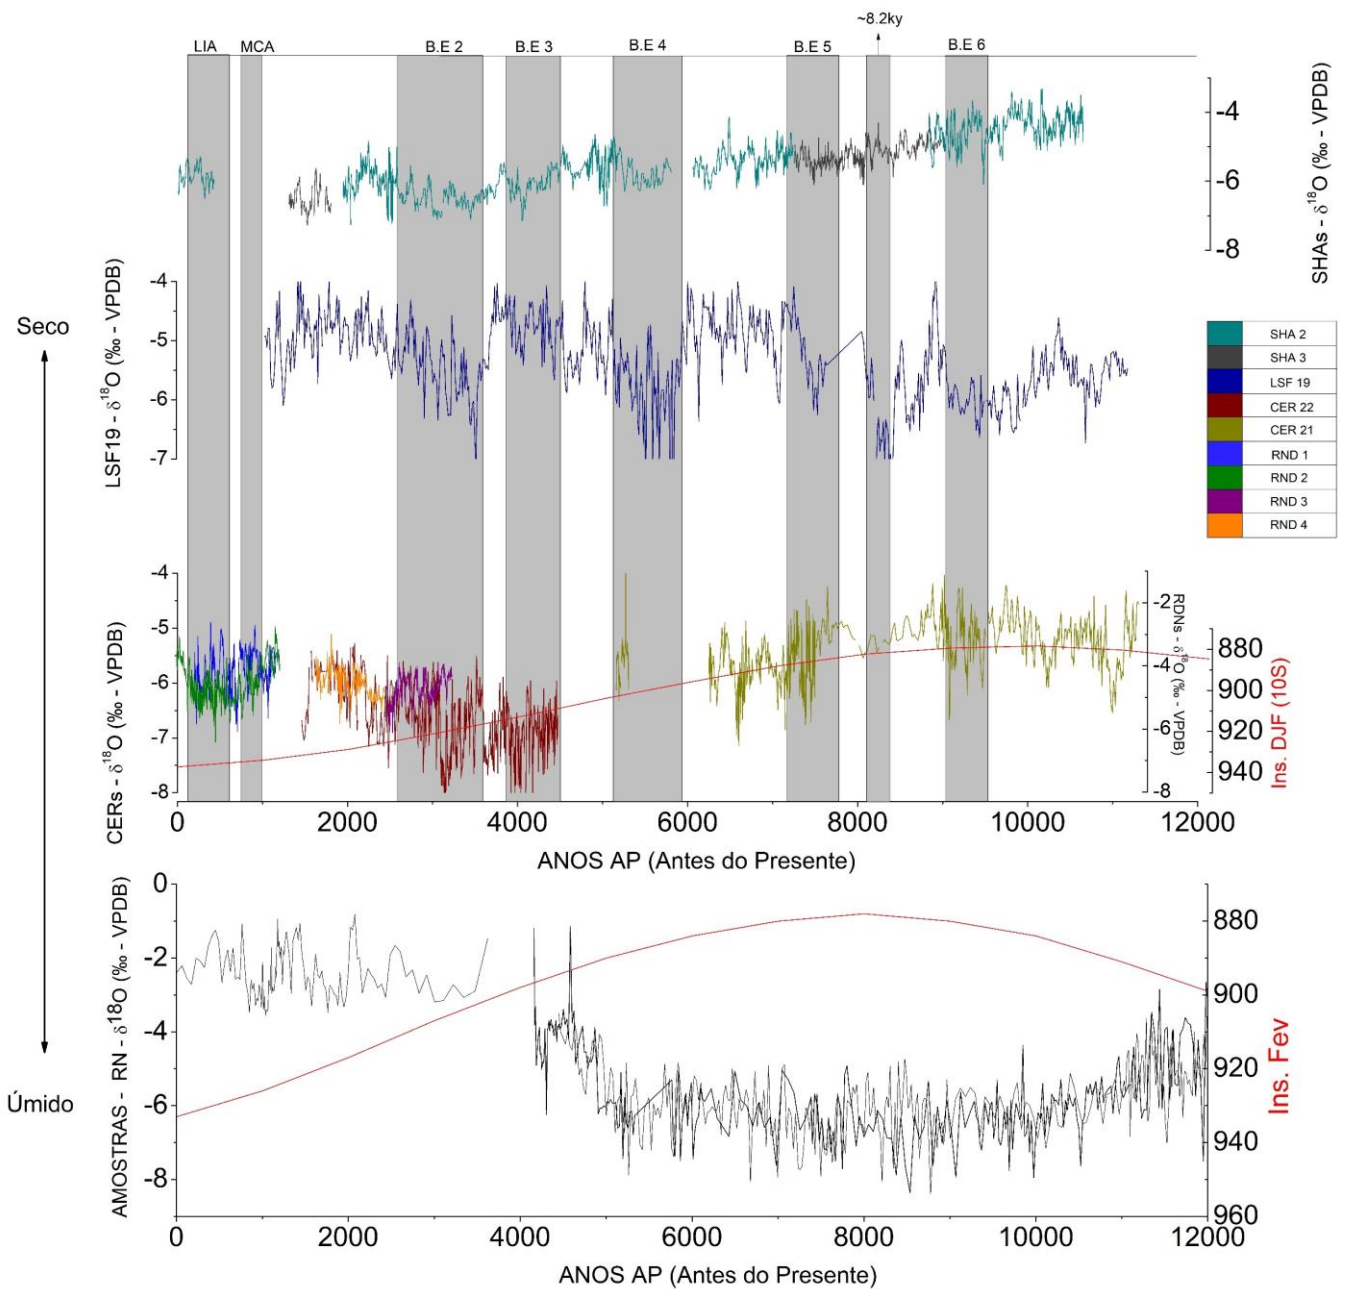 ~8.2ky
LIA
MCA
B.E 2
B.E 3
B.E 4
B.E 5
B.E 6
-4
-6
-8
SHAs - δ¹⁸O (‰ - VPDB)
-4
-5
-6
-7
LSF19 - δ¹⁸O (‰ - VPDB)
Seco
Úmido
SHA 2
SHA 3
LSF 19
CER 22
CER 21
RND 1
RND 2
RND 3
RND 4
-4
-5
-6
-7
-8
CERs - δ¹⁸O (‰ - VPDB)
-2
-4
-6
-8
RDNs - δ¹⁸O (‰ - VPDB)
880
900
920
940
Ins. DJF (10S)
0
2000
4000
6000
8000
10000
12000
ANOS AP (Antes do Presente)
0
-2
-4
-6
-8
AMOSTRAS - RN - δ¹⁸O (‰ - VPDB)
880
900
920
940
960
Ins. Fev
0
2000
4000
6000
8000
10000
12000
ANOS AP (Antes do Presente)